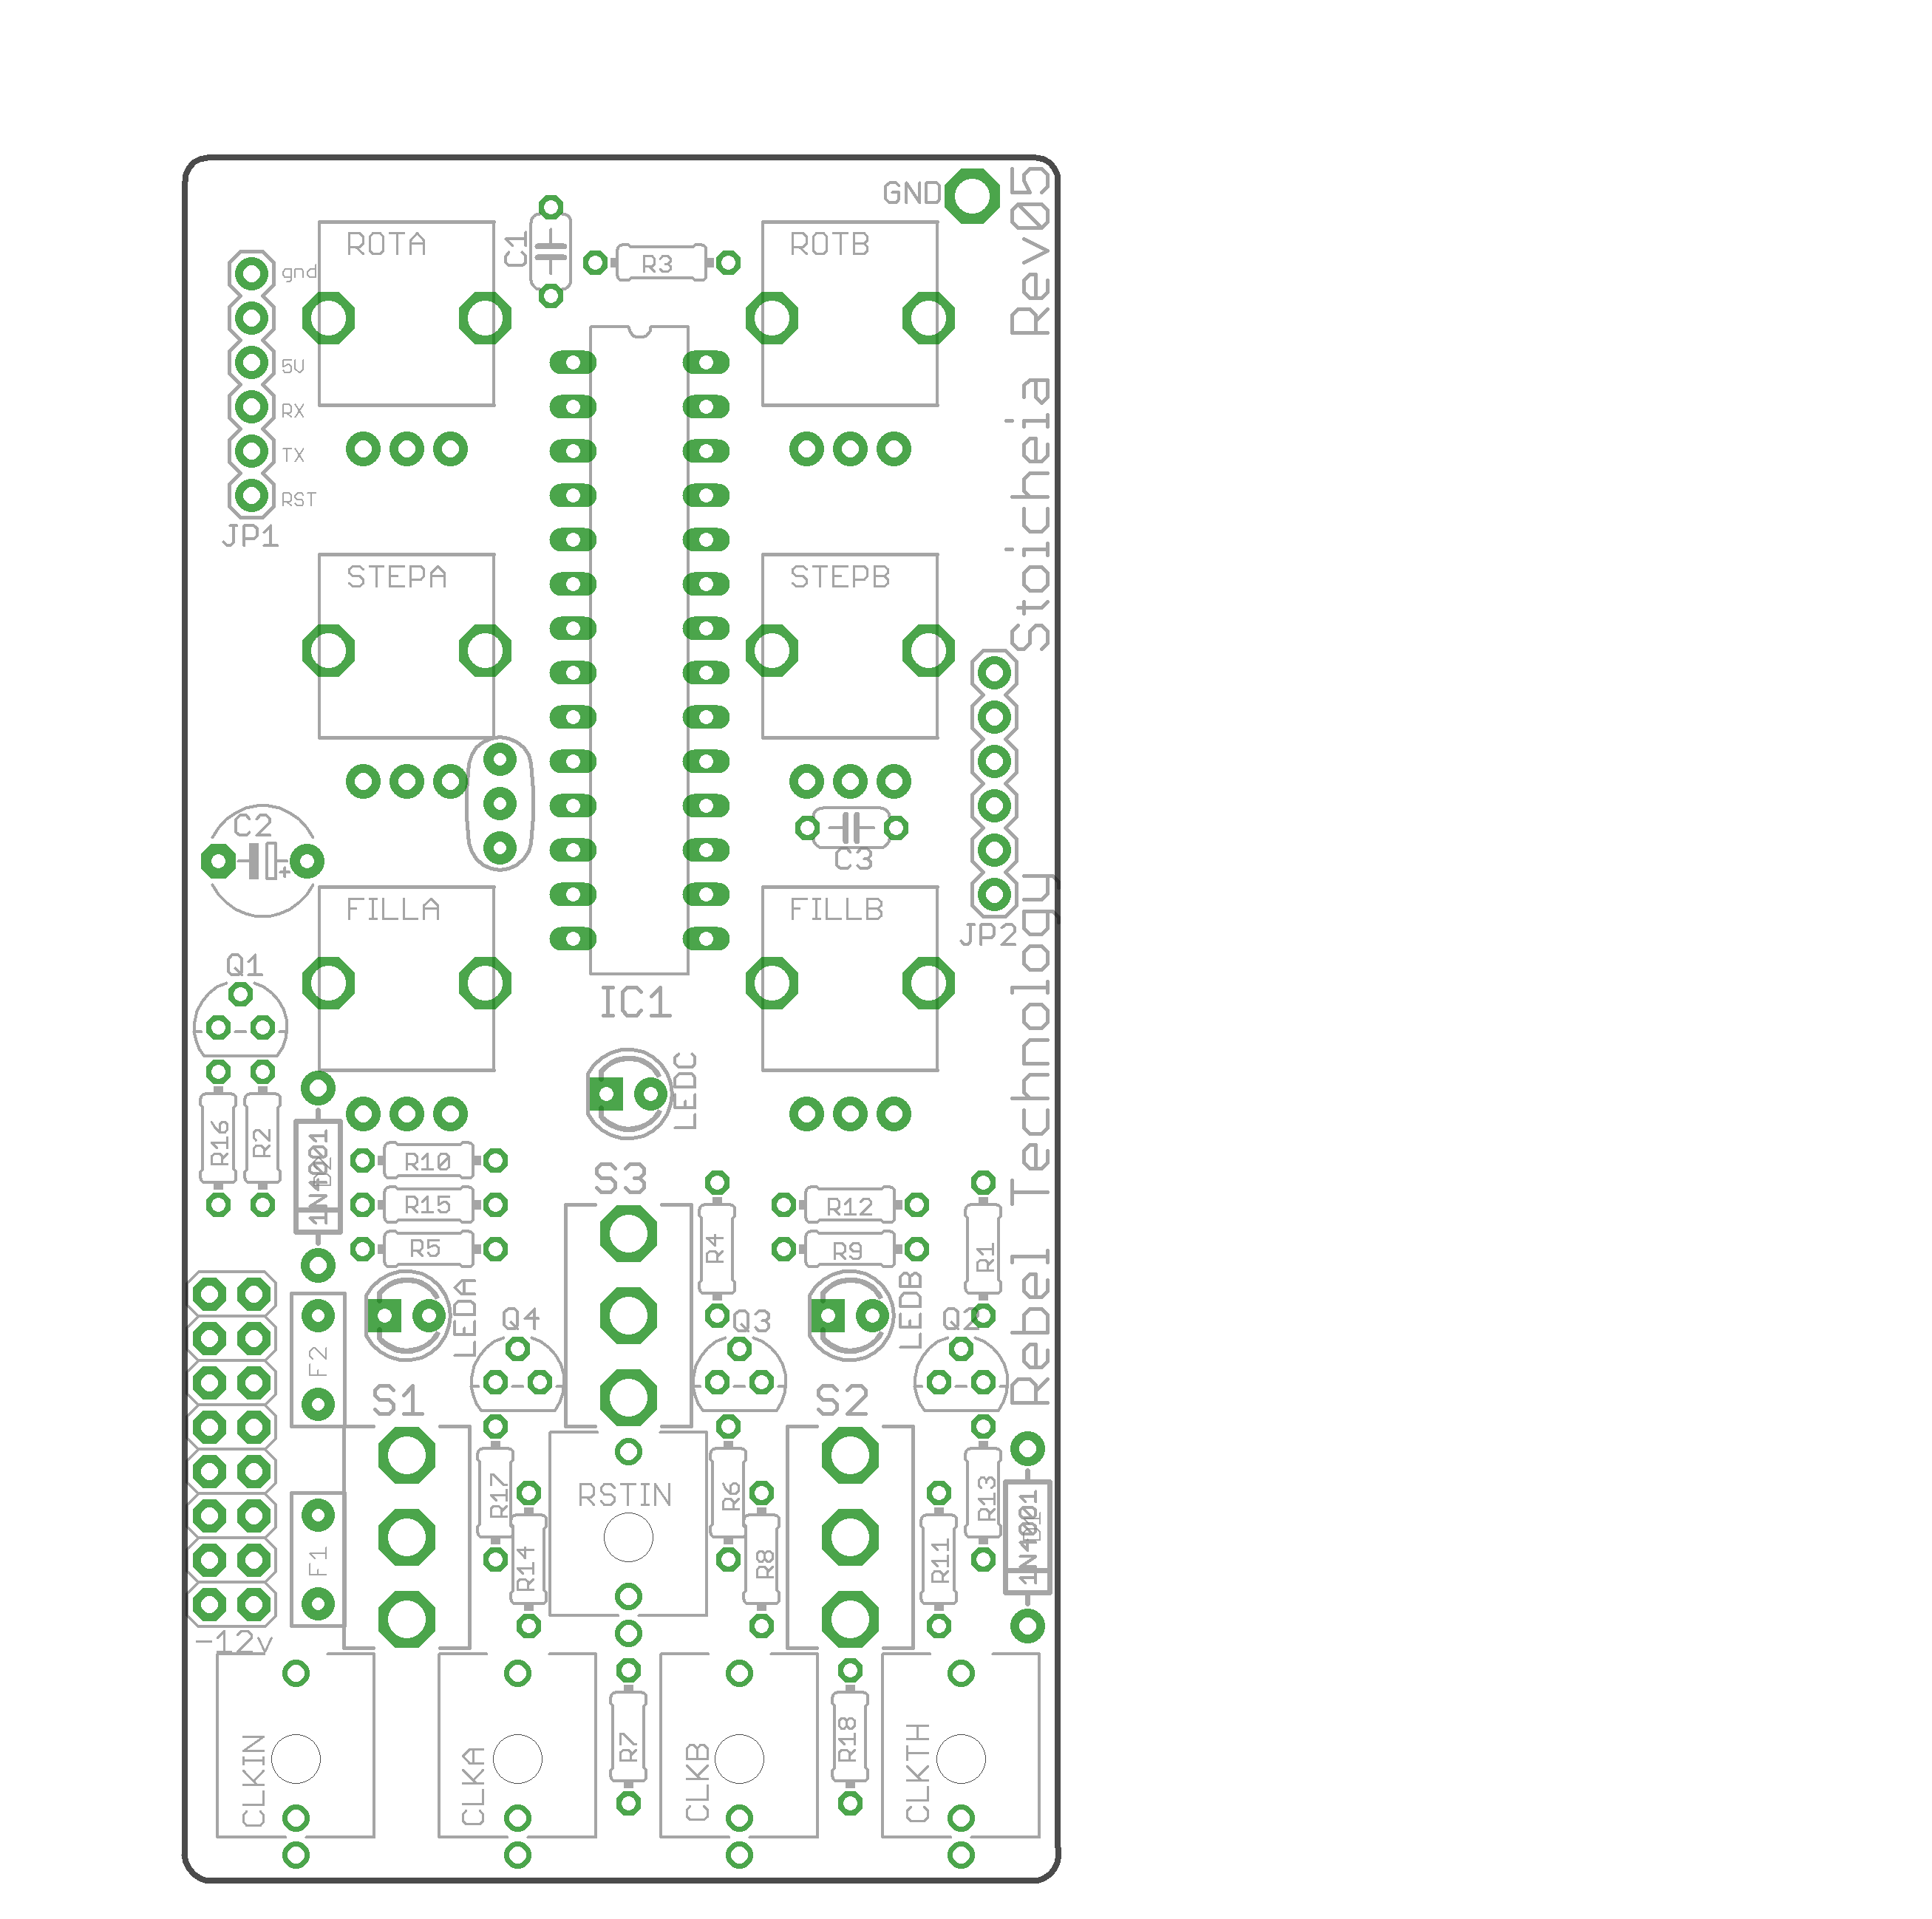 GND
Stoicheia Rev05
ROTA
C1
R3
ROTB
gnd
5V
RX
TX
RST
JP1
STEPA
STEPB
C2
C3
FILLA
FILLB
JP2
Q1
IC1
LEDC
R16
R2
1N4001
R10
R15
R5
S3
R4
R12
R9
R1
Rebel Technology
LEDA
LEDB
Q4
Q3
Q2
F2
S1
S2
R17
RSTIN
R6
R13
1N4001
F1
R14
R8
R11
-12v
CLKIN
CLKA
R7
CLKB
R18
CLKTH